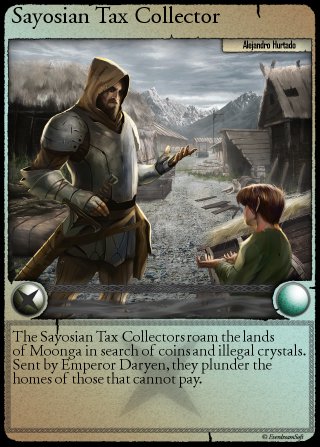 Sayosian Tax Collector
Alejandro Hurtado
The Sayosian Tax Collectors roam the lands
of Moonga in search of coins and illegal crystals.
Sent by Emperor Daryen, they plunder the
homes of those that cannot pay.
© EverdreamSoft